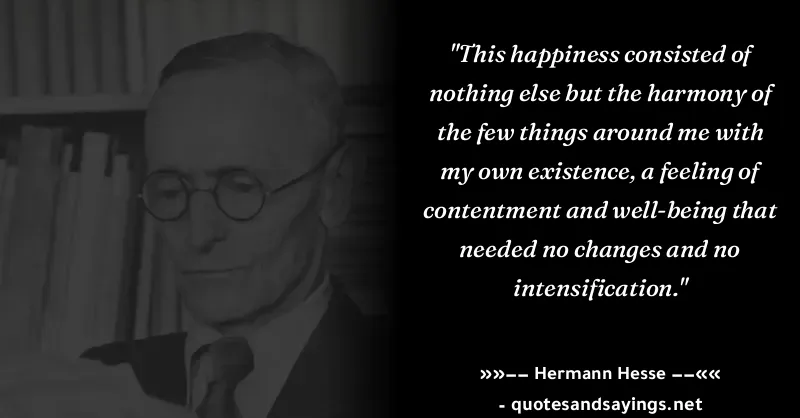 "This happiness consisted of
nothing else but the harmony of
the few things around me with
my own existence, a feeling of
contentment and well-being that
needed no changes and no
intensification."
»»–– Hermann Hesse ––««
- quotesandsayings.net